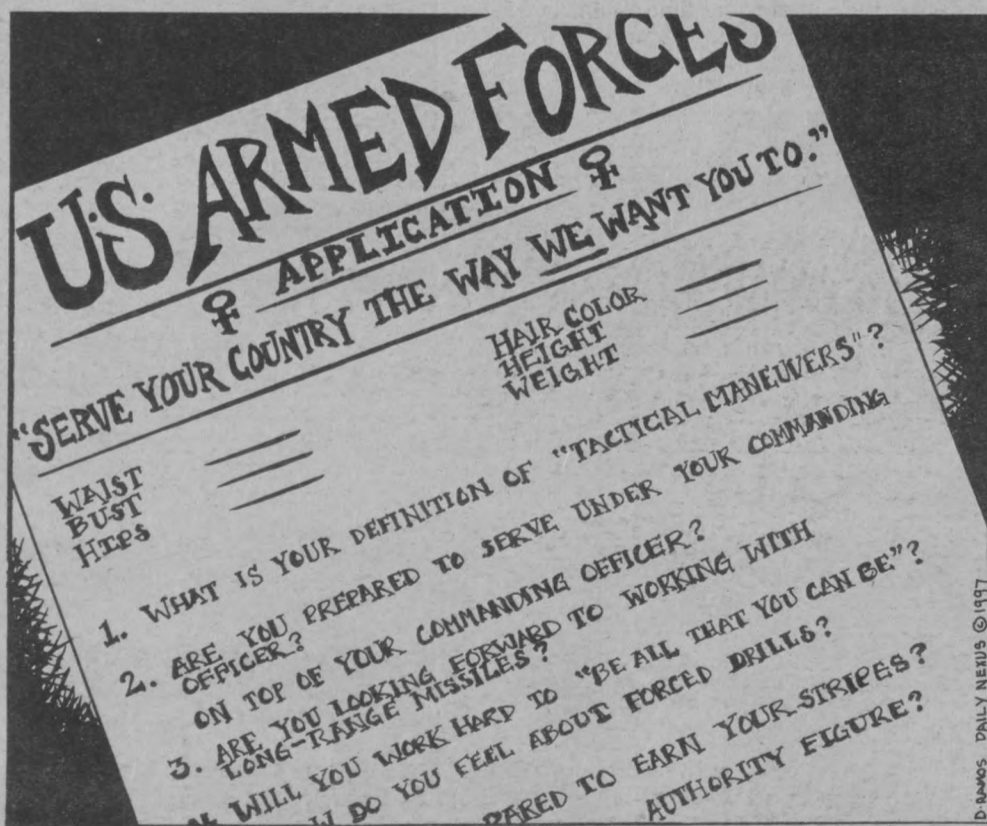 U.S. ARMED FORCES
APPLICATION
"SERVE YOUR COUNTRY THE WAY WE WANT YOU TO."
WAIST
BUST
HIPS
HAIR COLOR
HEIGHT
WEIGHT
1. WHAT IS YOUR DEFINITION OF "TACTICAL MANEUVERS"?
2. ARE YOU PREPARED TO SERVE UNDER YOUR COMMANDING
OFFICER?
ON TOP OF YOUR COMMANDING OFFICER?
3. ARE YOU LOOKING FORWARD TO WORKING WITH
LONG-RANGE MISSILES?
WILL YOU WORK HARD TO "BE ALL THAT YOU CAN BE"?
DO YOU FEEL ABOUT FORCED DRILLS?
TO EARN YOUR STRIPES?
AUTHORITY FIGURE?
D. RAMOS DAILY NEXUS ©1997